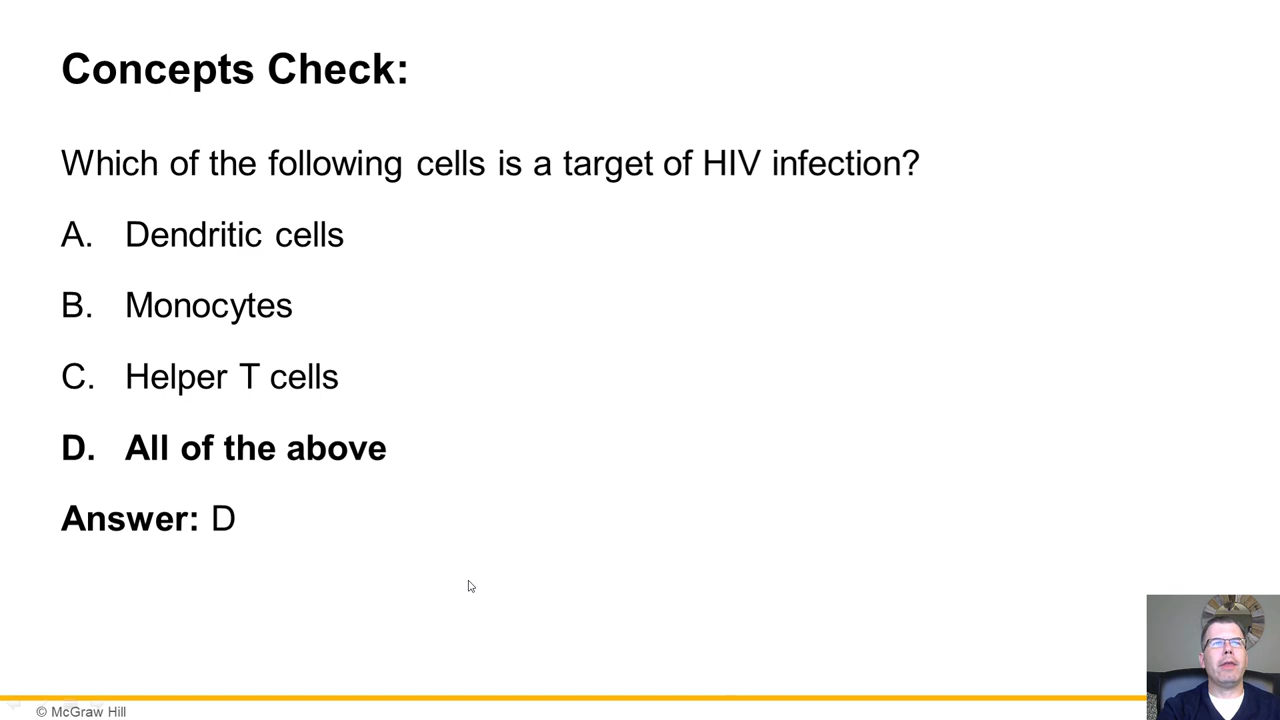 Concepts Check:
Which of the following cells is a target of HIV infection?
A. Dendritic cells
B. Monocytes
C. Helper T cells
D. All of the above
Answer: D
© McGraw Hill